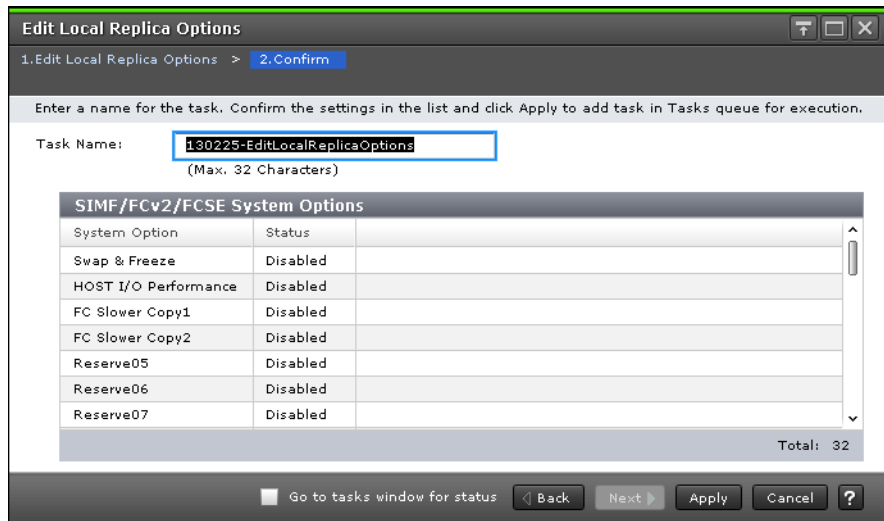 Edit Local Replica Options
1.Edit Local Replica Options > 2.Confirm
Enter a name for the task. Confirm the settings in the list and click Apply to add task in Tasks queue for execution.
Task Name: 130225-EditLocalReplicaOptions
(Max. 32 Characters)
SIMF/FCv2/FCSE System Options
System Option Status
Swap & Freeze Disabled
HOST I/O Performance Disabled
FC Slower Copy1 Disabled
FC Slower Copy2 Disabled
Reserve05 Disabled
Reserve06 Disabled
Reserve07 Disabled
Total: 32
Go to tasks window for status Back Next Apply Cancel ?